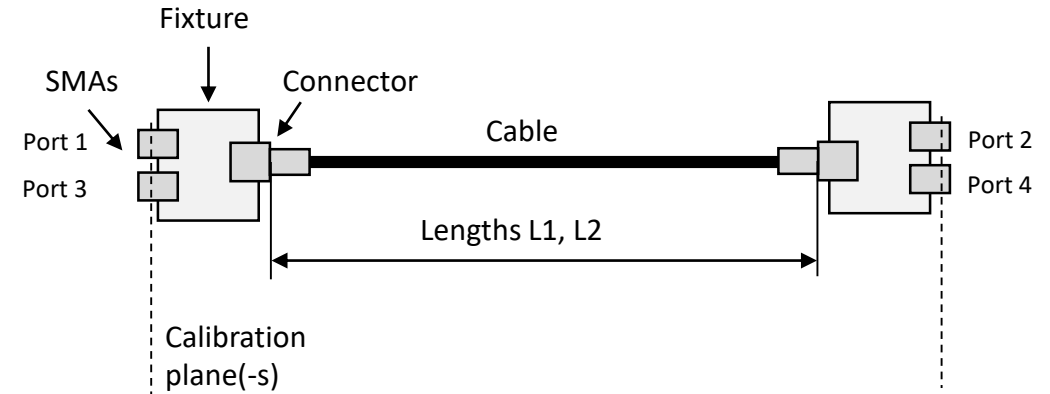 Fixture
SMAs
Connector
Port 1
Cable
Port 2
Port 3
Port 4
Lengths L1, L2
Calibration
plane(-s)